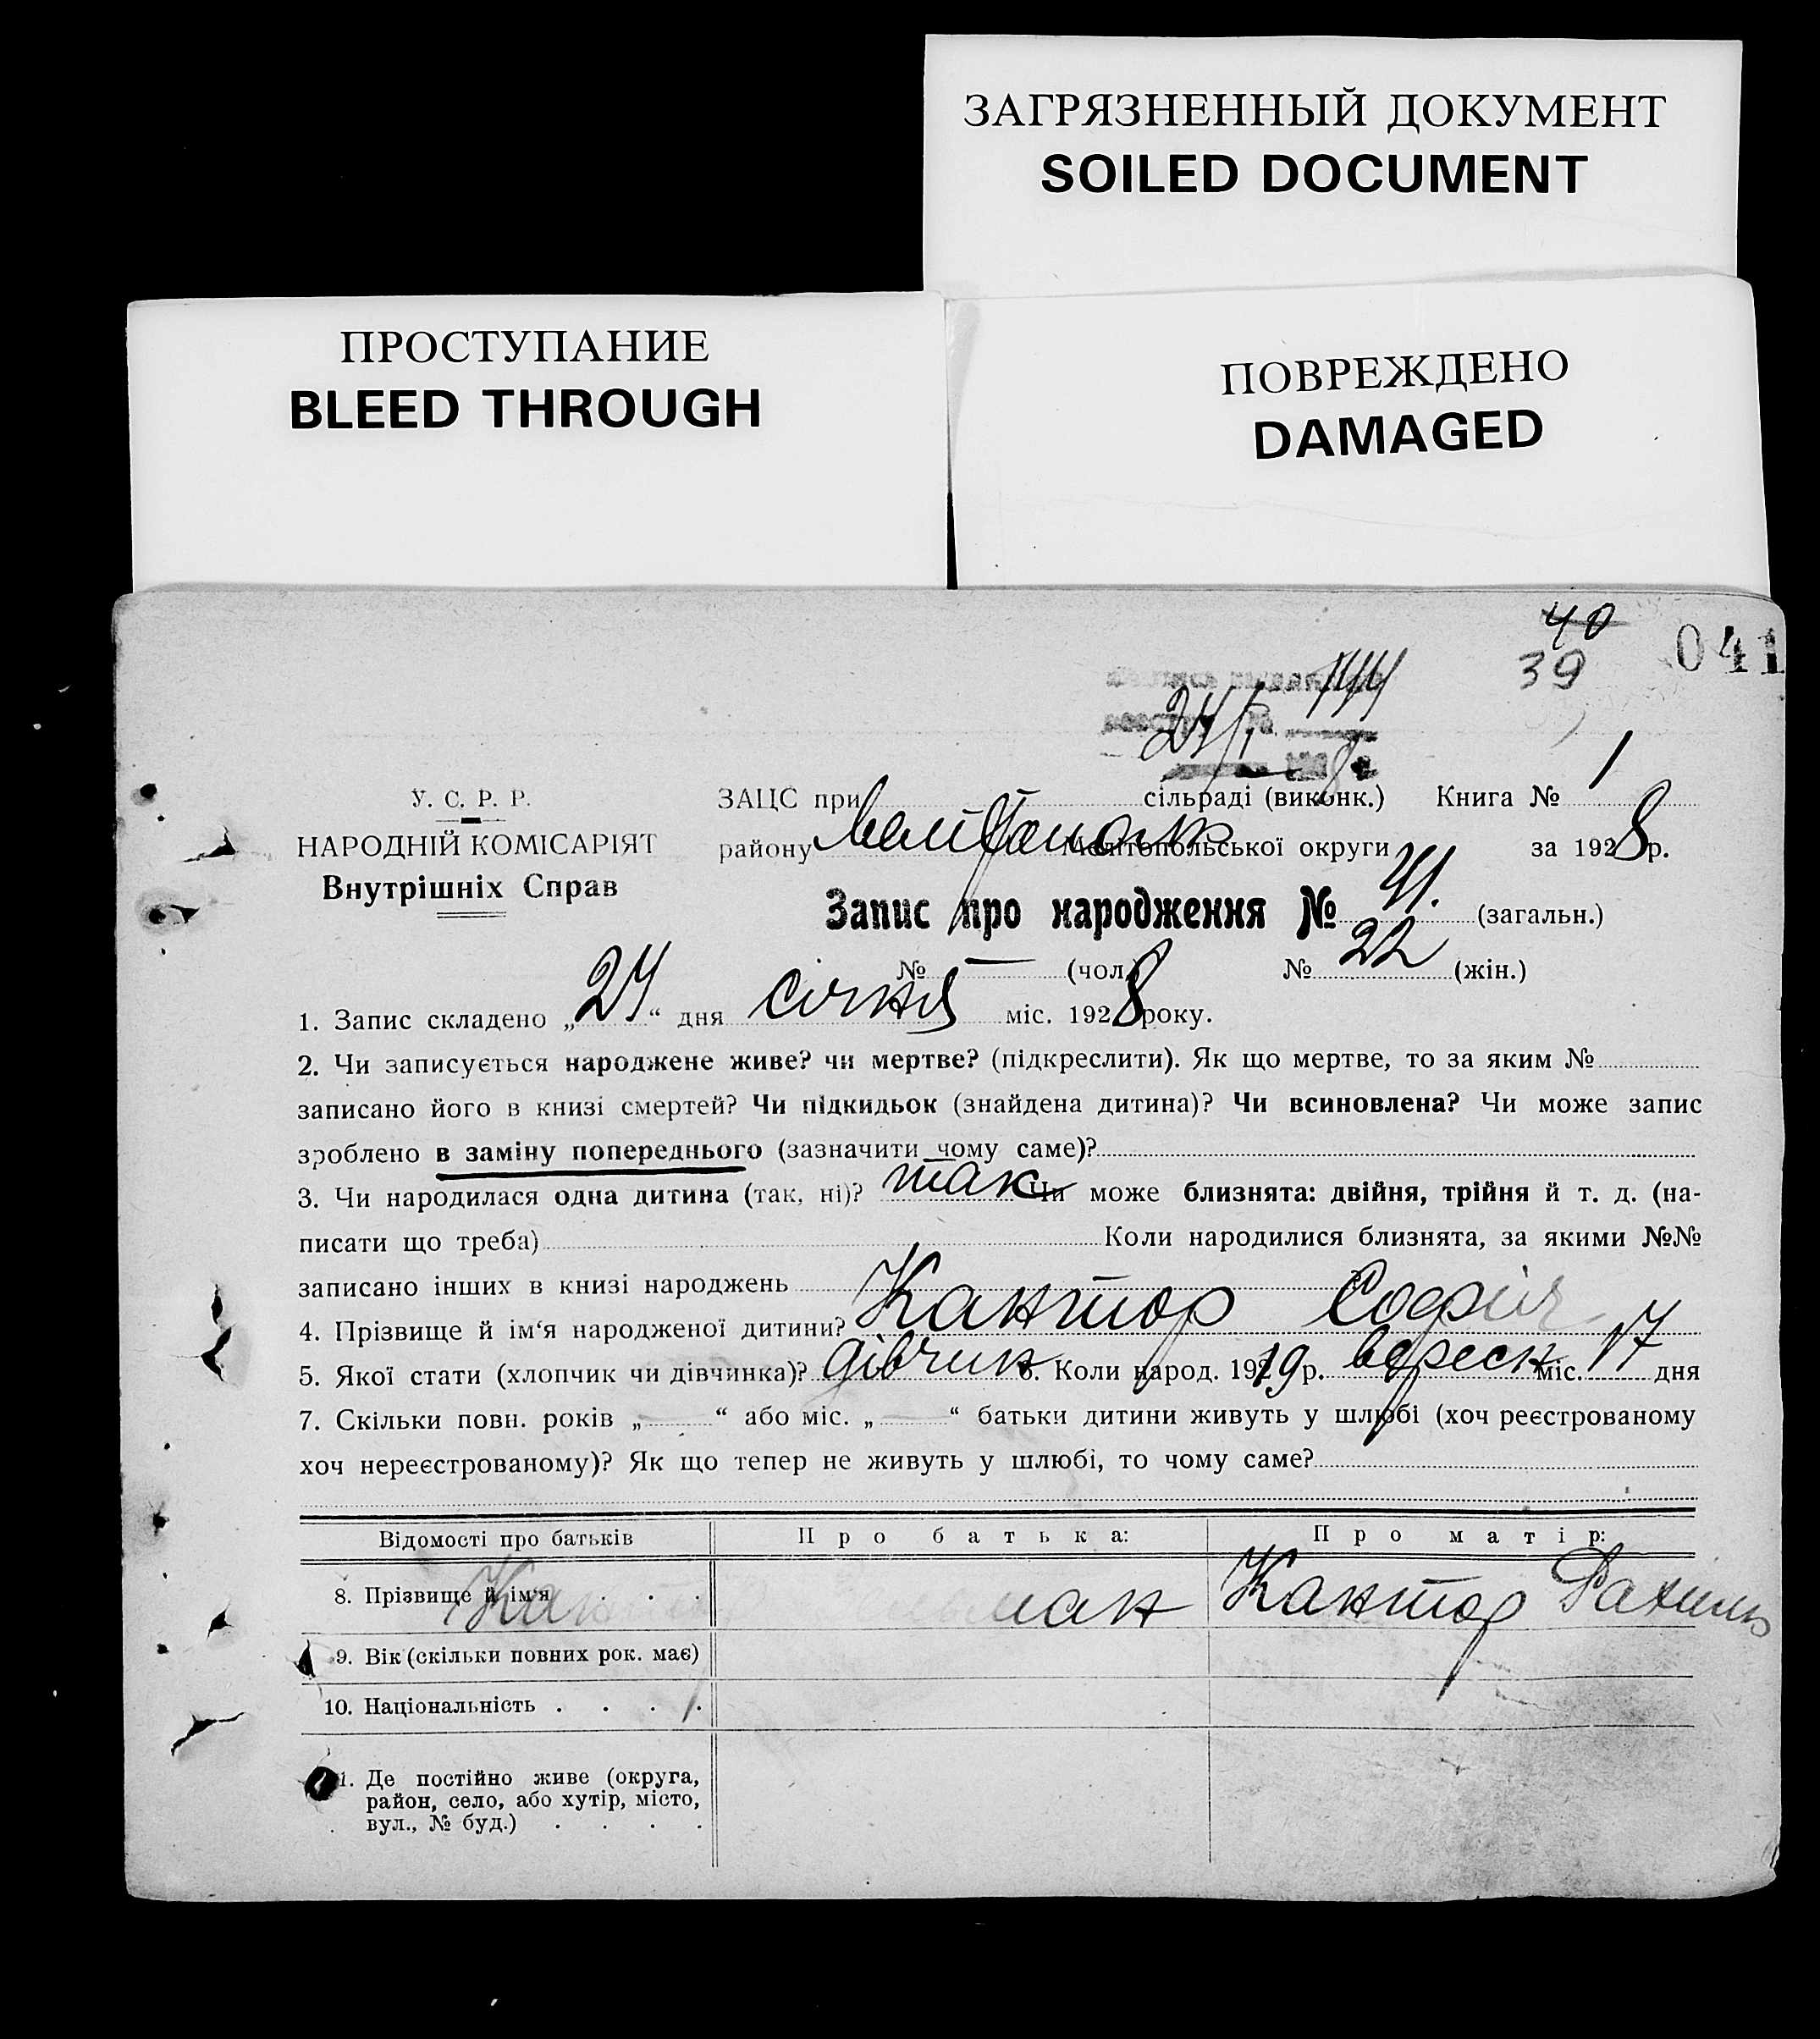 ЗАГРЯЗНЕННЫЙ ДОКУМЕНТ
SOILED DOCUMENT
ПРОСТУПАНИЕ
BLEED THROUGH
ПОВРЕЖДЕНО
DAMAGED
40
39
041
У. С. Р. Р.
НАРОДНІЙ КОМІСАРІЯТ
Внутрішніх Справ
ЗАЦС при сільраді (виконк.) Книга № 1
району Мелітопольської округи за 1928 р.
Запис про народження № 41. (загальн.)
№ — (чол.) № 22 (жін.)
1. Запис складено „24“ дня січня міс. 1928 року.
2. Чи записується народжене живе? чи мертве? (підкреслити). Як що мертве, то за яким №
записано його в книзі смертей? Чи підкидьок (знайдена дитина)? Чи всиновлена? Чи може запис
зроблено в заміну попереднього (зазначити чому саме)?
3. Чи народилася одна дитина (так, ні)? так Чи може близнята: двійня, трійня й т. д. (на-
писати що треба) Коли народилися близнята, за якими №№
записано інших в книзі народжень
4. Прізвище й ім‘я народженої дитини? Кантор Софія
5. Якої стати (хлопчик чи дівчинка)? дівчин 6. Коли народ. 1919 р. вересн міс. 17 дня
7. Скільки повн. років „—“ або міс. „—“ батьки дитини живуть у шлюбі (хоч реєстрованому
хоч нереєстрованому)? Як що тепер не живуть у шлюбі, то чому саме?
Відомості про батьків Про батька: Про матір:
8. Прізвище й ім‘я . . . Кантор Рахиль
9. Вік (скільки повних рок. має)
10. Національність . . . .
11. Де постійно живе (округа,
район, село, або хутір, місто,
вул., № буд.) . . . .